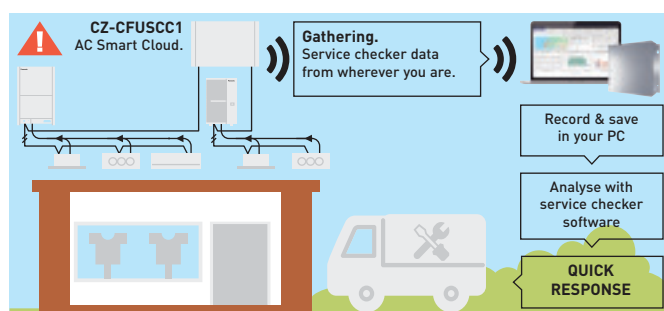 CZ-CFUSCC1
AC Smart Cloud.
Gathering.
Service checker data
from wherever you are.
Record & save
in your PC
Analyse with
service checker
software
QUICK
RESPONSE